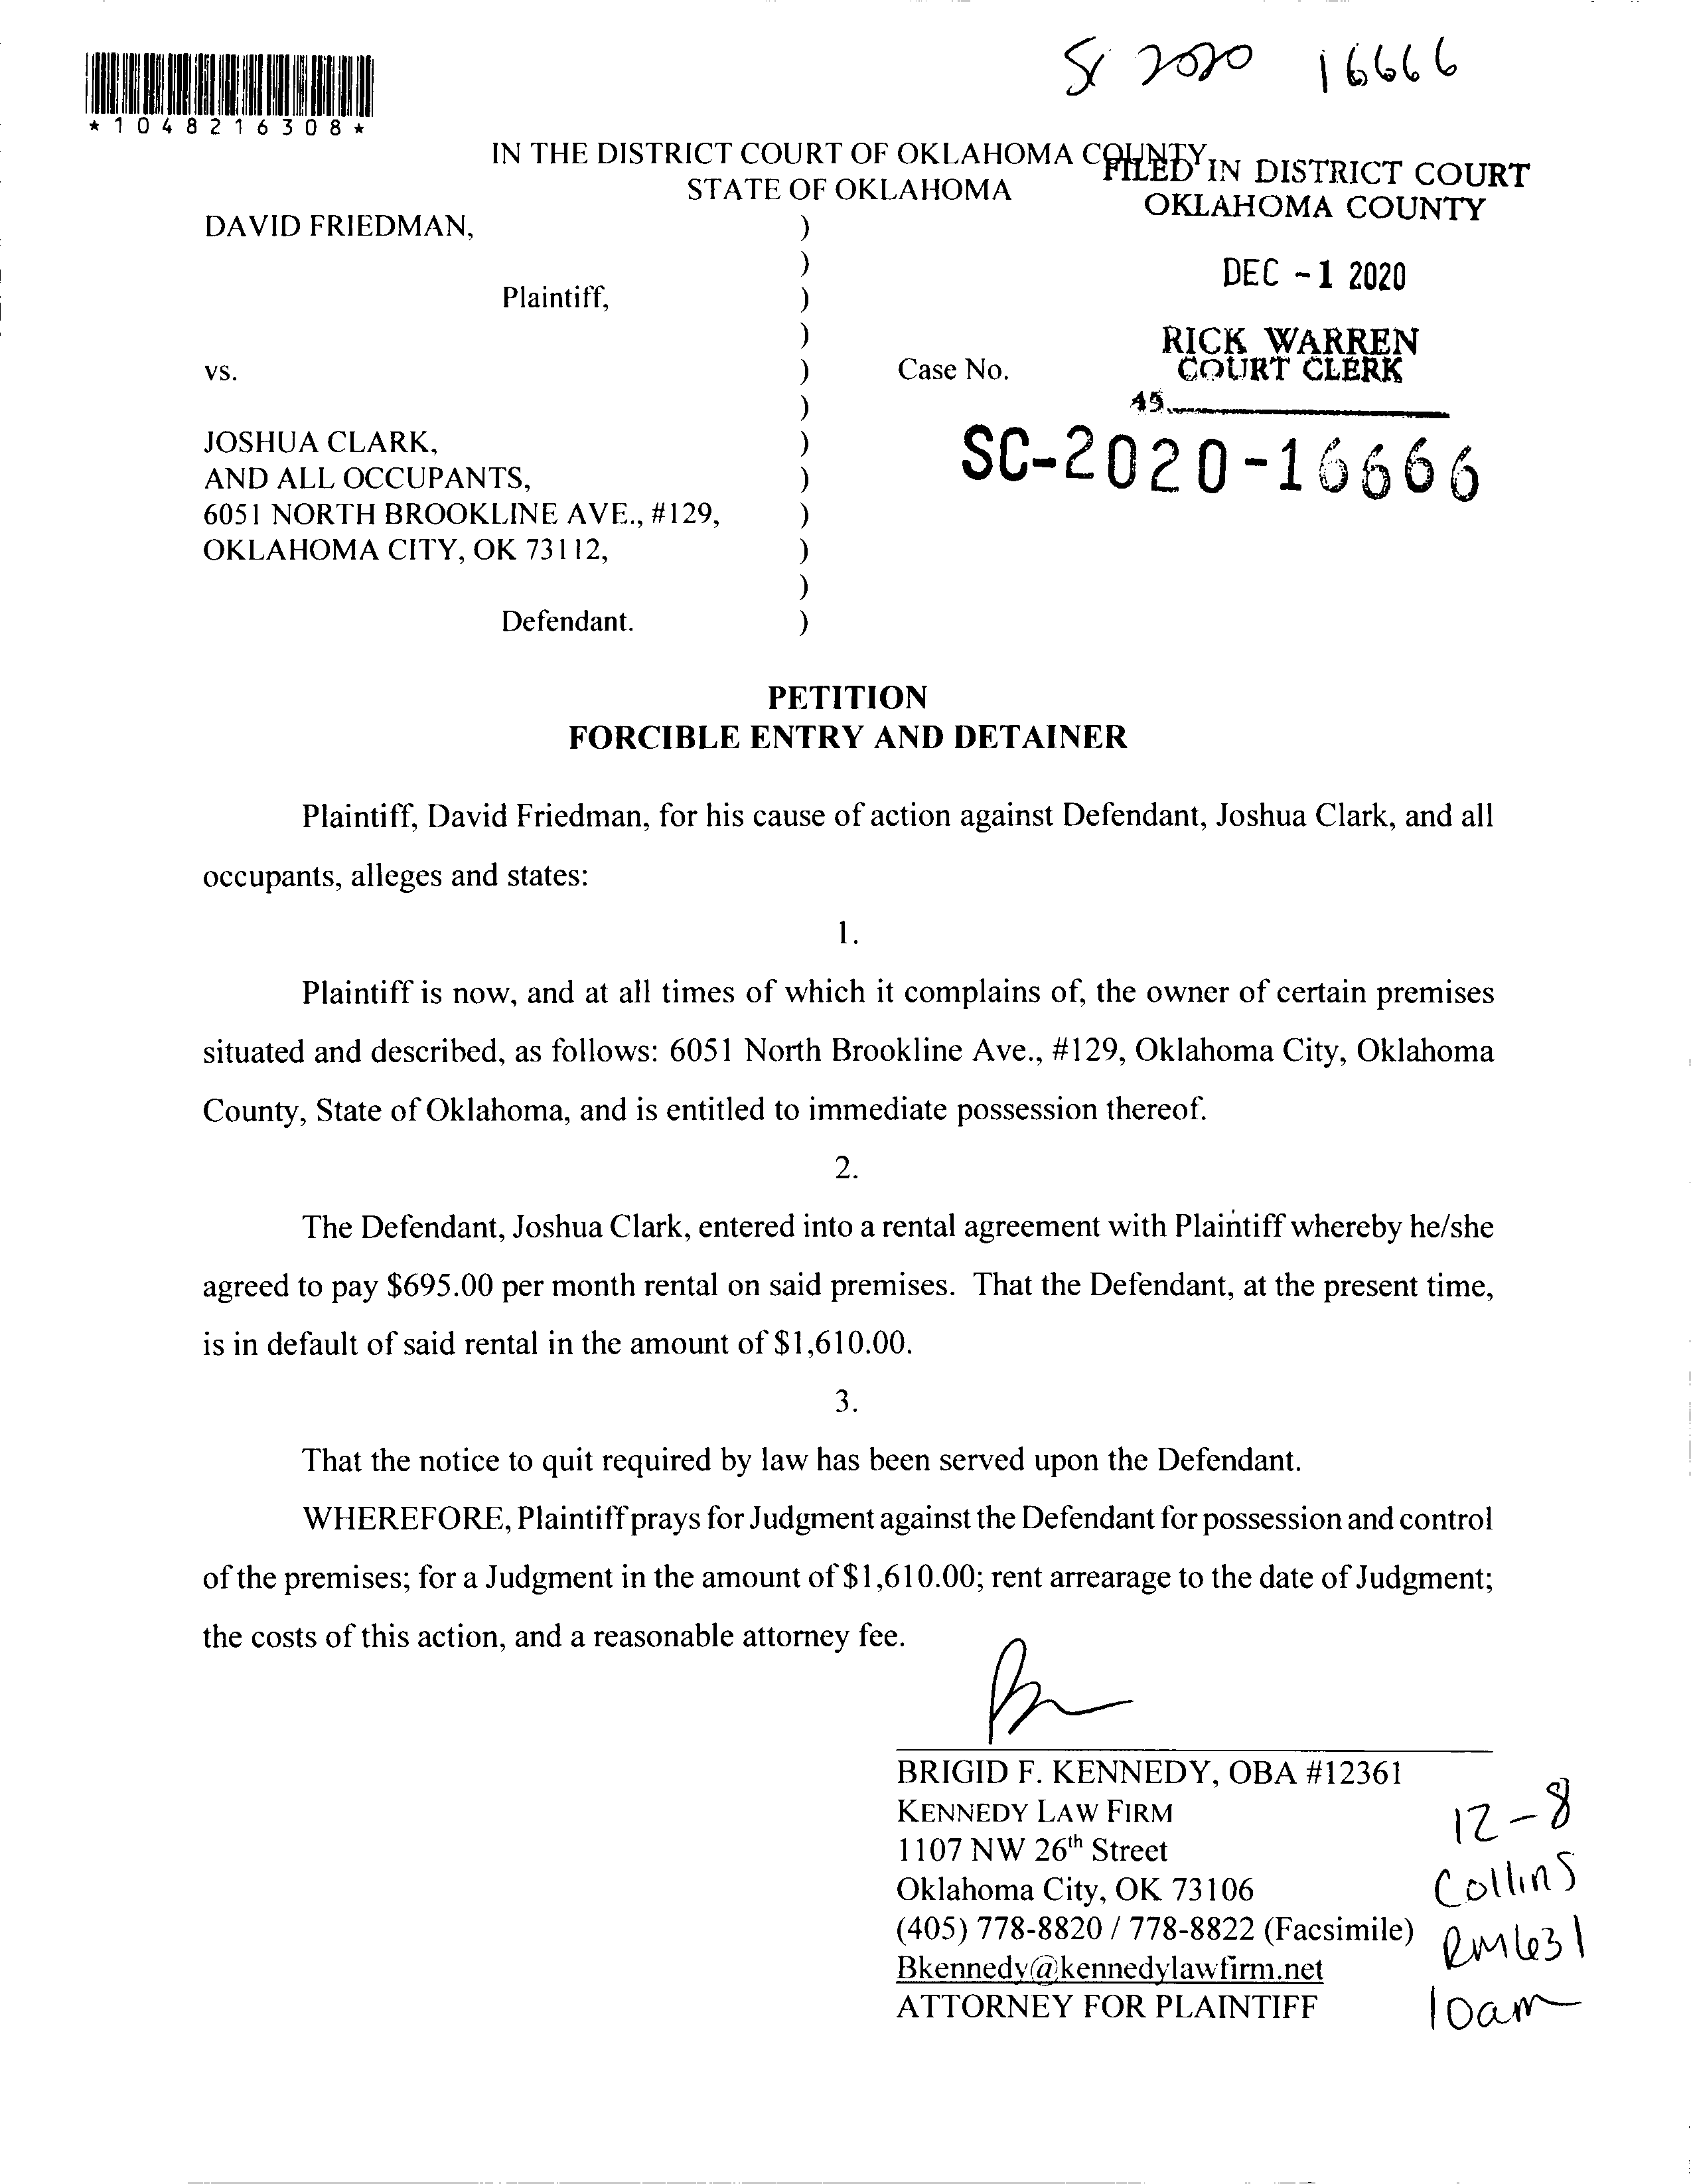 SC 2020 16666
*1048216308*
IN THE DISTRICT COURT OF OKLAHOMA COUNTY
STATE OF OKLAHOMA
FILED IN DISTRICT COURT
OKLAHOMA COUNTY
DEC -1 2020
RICK WARREN
COURT CLERK
45
DAVID FRIEDMAN, )
)
Plaintiff, )
)
vs. ) Case No.
)
SC-2020-16666
JOSHUA CLARK, )
AND ALL OCCUPANTS, )
6051 NORTH BROOKLINE AVE., #129, )
OKLAHOMA CITY, OK 73112, )
)
Defendant. )
PETITION
FORCIBLE ENTRY AND DETAINER
Plaintiff, David Friedman, for his cause of action against Defendant, Joshua Clark, and all
occupants, alleges and states:
1.
Plaintiff is now, and at all times of which it complains of, the owner of certain premises
situated and described, as follows: 6051 North Brookline Ave., #129, Oklahoma City, Oklahoma
County, State of Oklahoma, and is entitled to immediate possession thereof.
2.
The Defendant, Joshua Clark, entered into a rental agreement with Plaintiff whereby he/she
agreed to pay $695.00 per month rental on said premises. That the Defendant, at the present time,
is in default of said rental in the amount of $1,610.00.
3.
That the notice to quit required by law has been served upon the Defendant.
WHEREFORE, Plaintiff prays for Judgment against the Defendant for possession and control
of the premises; for a Judgment in the amount of $1,610.00; rent arrearage to the date of Judgment;
the costs of this action, and a reasonable attorney fee.
BRIGID F. KENNEDY, OBA #12361
KENNEDY LAW FIRM
1107 NW 26th Street
Oklahoma City, OK 73106
(405) 778-8820 / 778-8822 (Facsimile)
Bkennedy@kennedylawfirm.net
ATTORNEY FOR PLAINTIFF
12-8
Collins
Rm631
10am